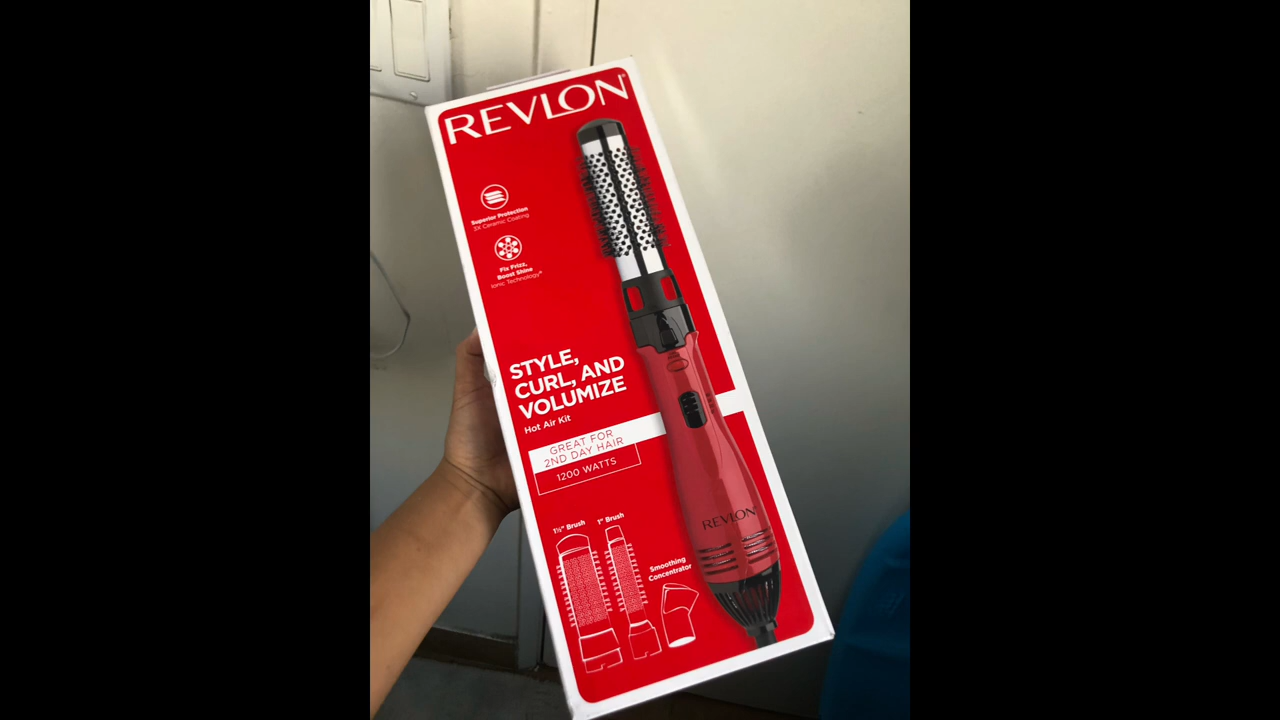 REVLON®
Superior Protection
3X Ceramic Coating
Fix Frizz,
Boost Shine
Ionic Technology®
STYLE,
CURL, AND
VOLUMIZE
Hot Air Kit
GREAT FOR
2ND DAY HAIR
1200 WATTS
1½" Brush
1" Brush
Smoothing
Concentrator
REVLON